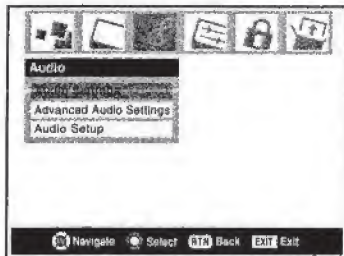 Audio
Advanced Audio Settings
Audio Setup
Navigate Select RTN Back EXIT Exit